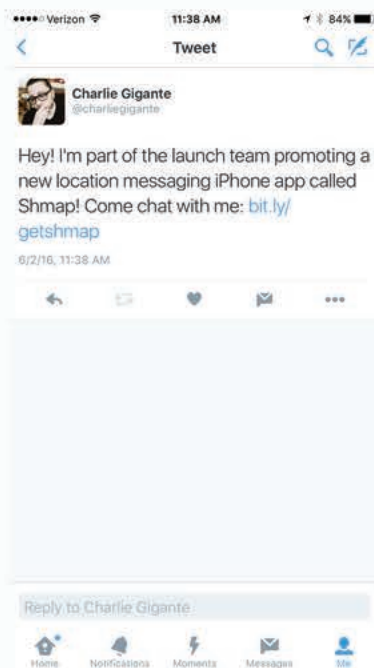 Verizon 11:38 AM 84%
Tweet
Charlie Gigante
@charliegigante
Hey! I'm part of the launch team promoting a
new location messaging iPhone app called
Shmap! Come chat with me: bit.ly/
getshmap
6/2/16, 11:38 AM
Reply to Charlie Gigante
Home Notifications Moments Messages Me